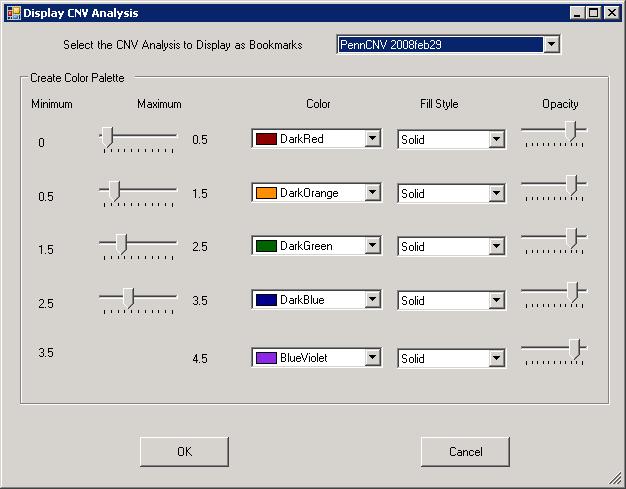 Display CNV Analysis
Select the CNV Analysis to Display as Bookmarks PennCNV 2008feb29
Create Color Palette
Minimum Maximum Color Fill Style Opacity
0 0.5 DarkRed Solid
0.5 1.5 DarkOrange Solid
1.5 2.5 DarkGreen Solid
2.5 3.5 DarkBlue Solid
3.5 4.5 BlueViolet Solid
OK Cancel